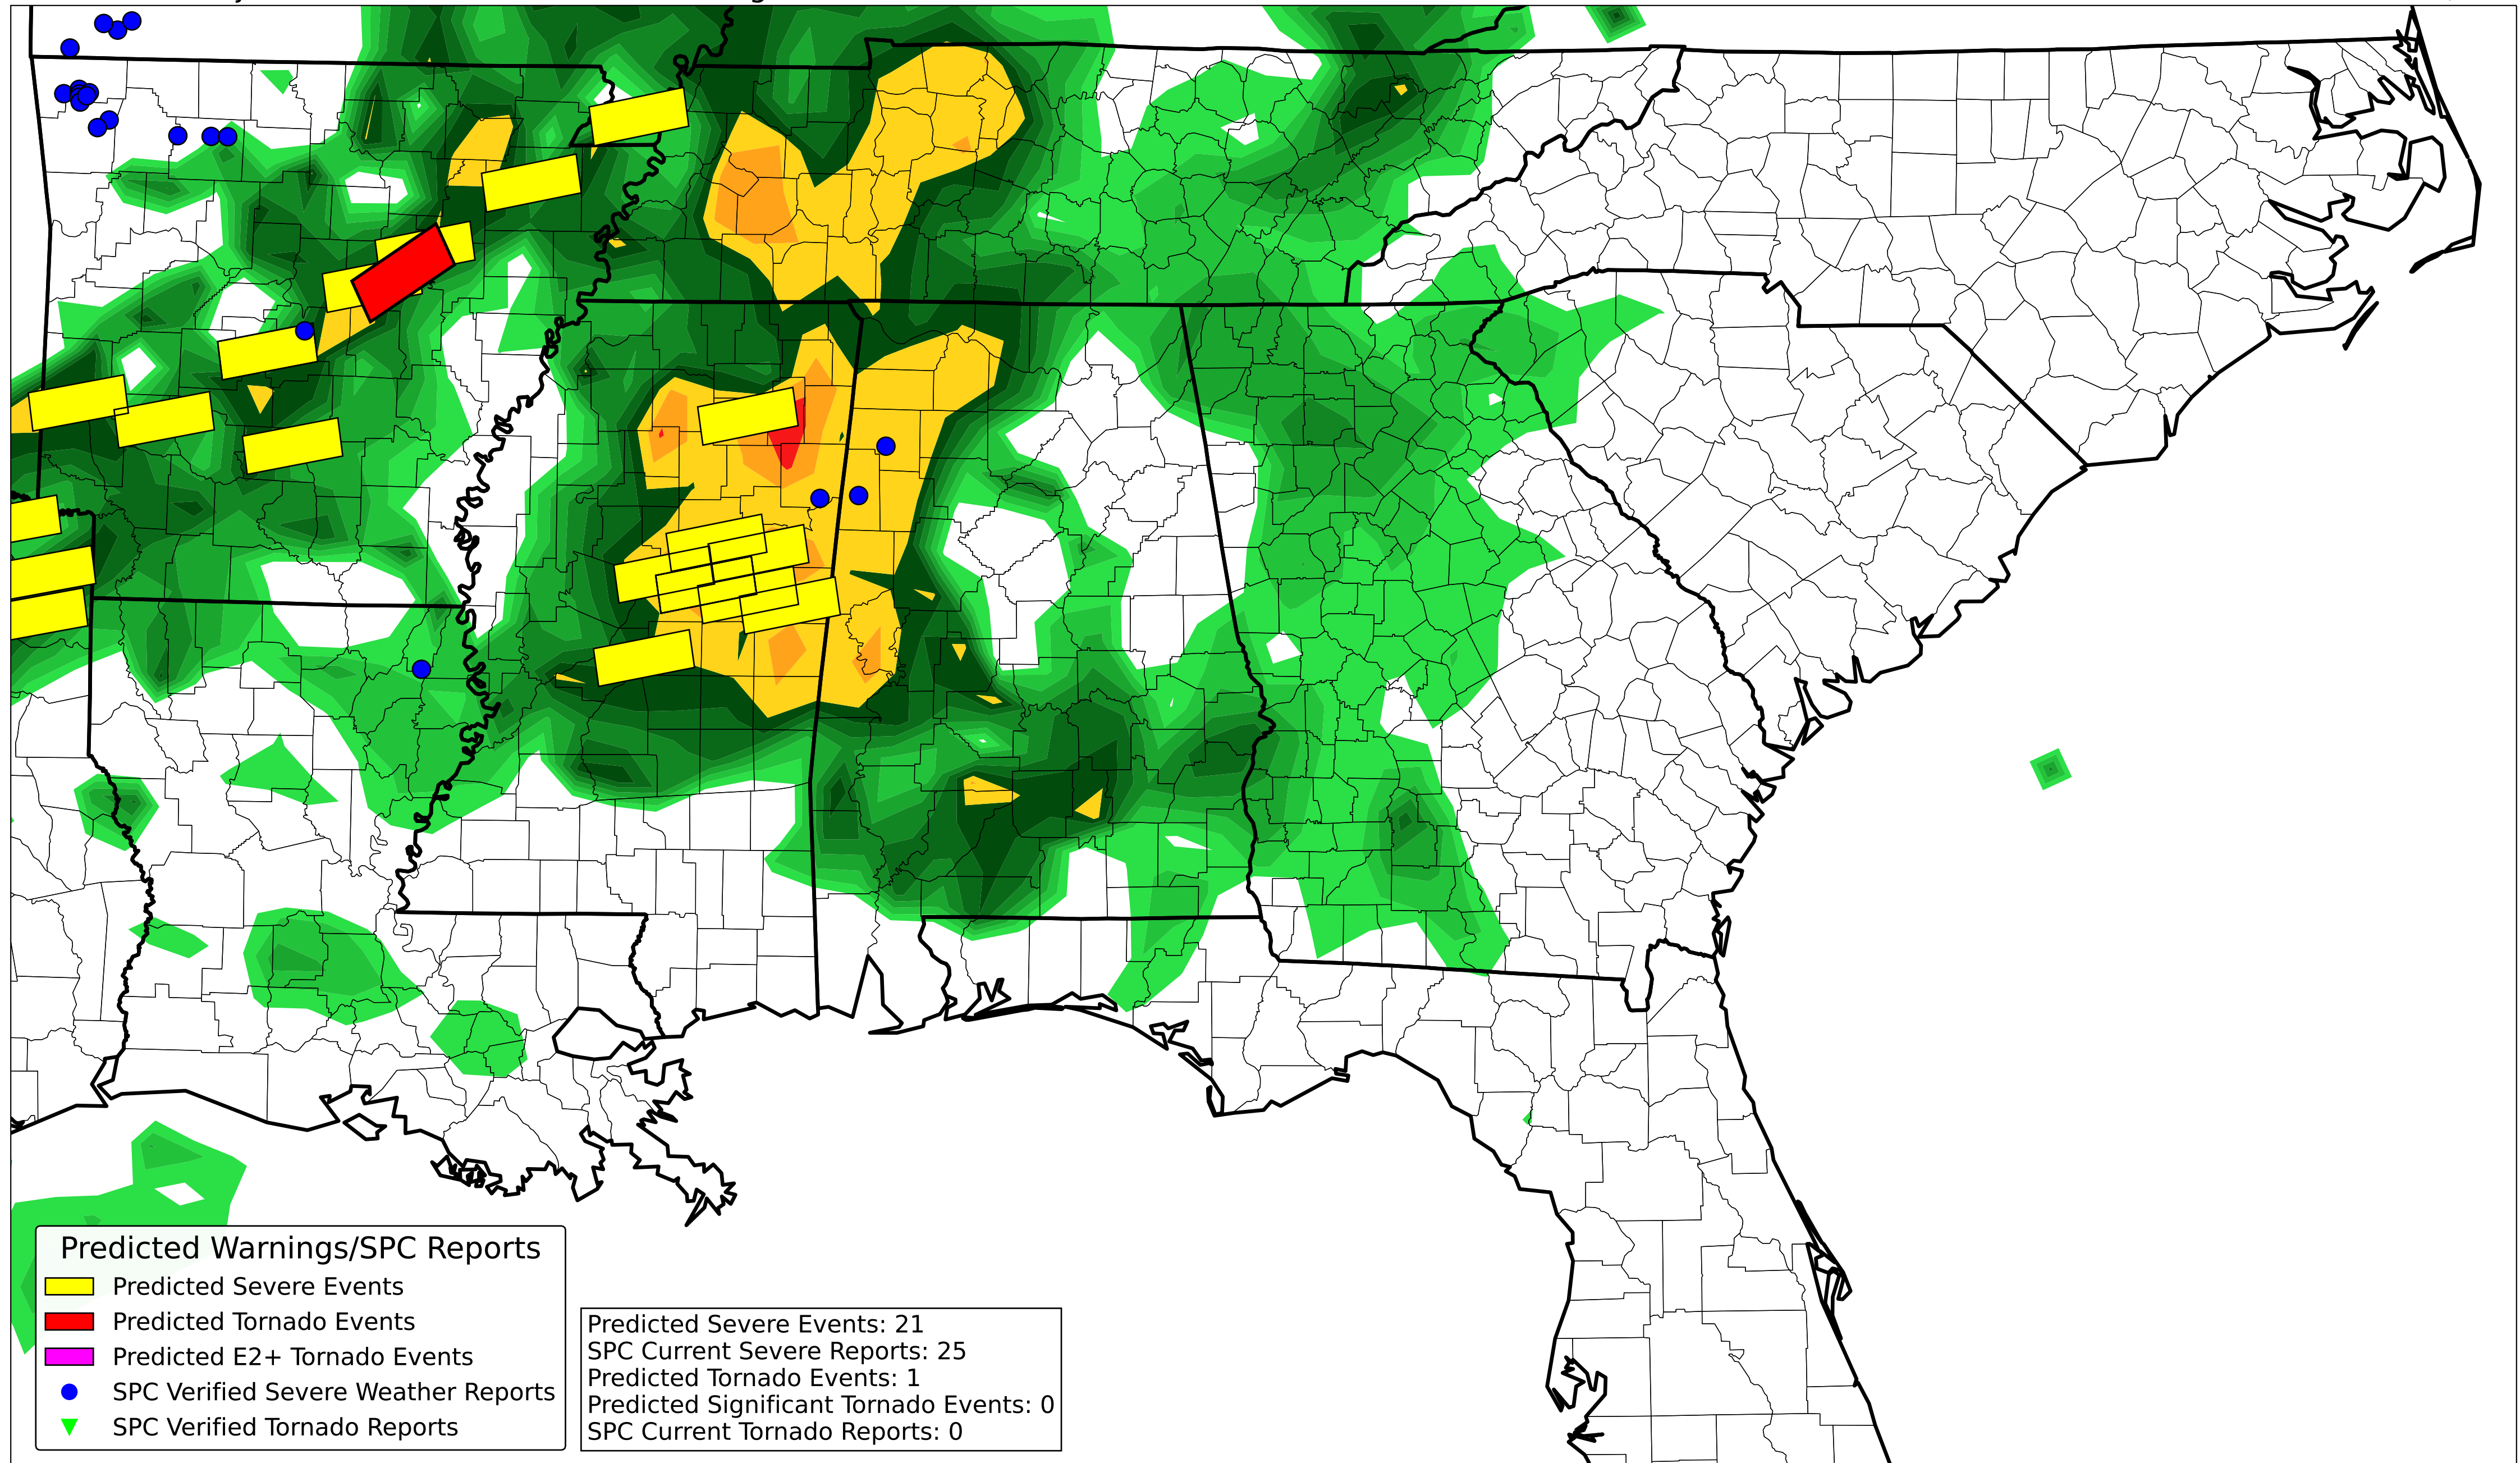 Predicted Warnings/SPC Reports
Predicted Severe Events
Predicted Tornado Events
Predicted E2+ Tornado Events
SPC Verified Severe Weather Reports
SPC Verified Tornado Reports
Predicted Severe Events: 21
SPC Current Severe Reports: 25
Predicted Tornado Events: 1
Predicted Significant Tornado Events: 0
SPC Current Tornado Reports: 0